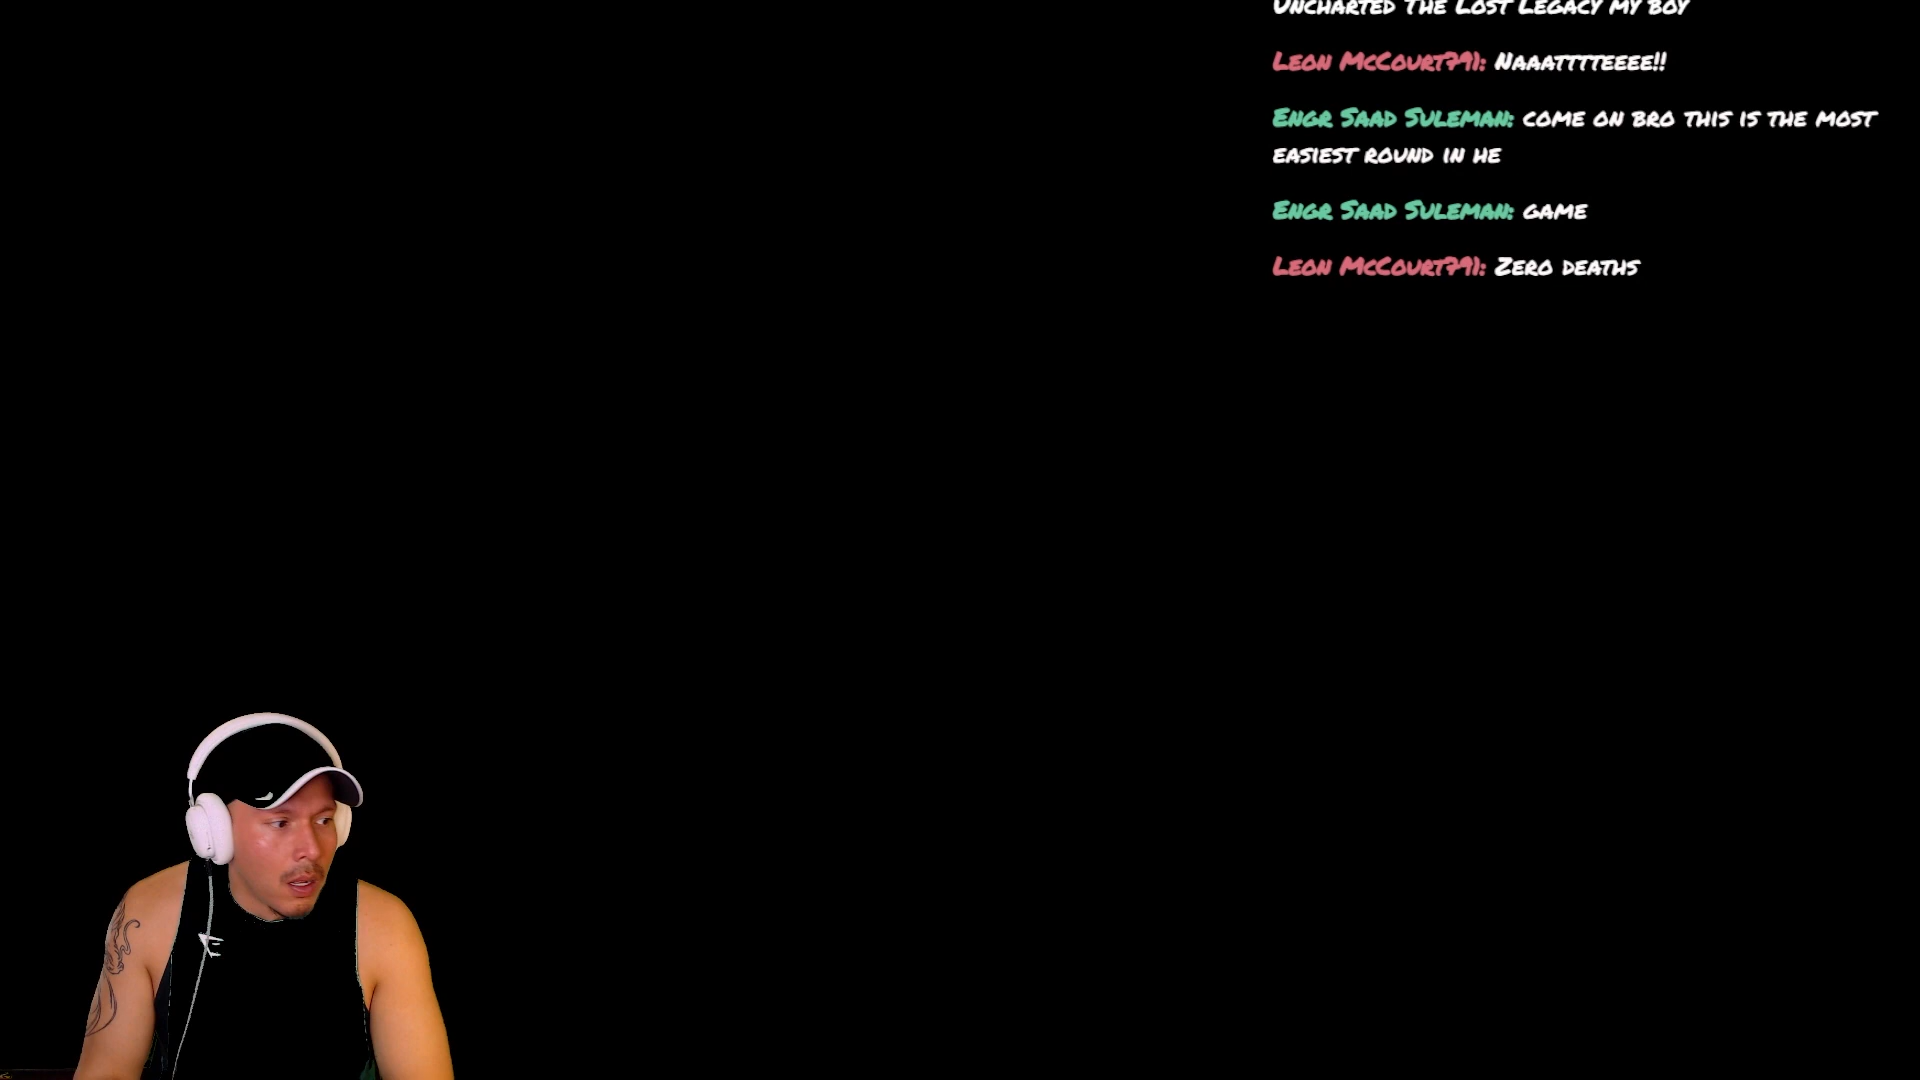 Uncharted The Lost Legacy my boy
Leon McCourt791: Naaatttteeee!!
Engr Saad Suleman: come on bro this is the most
easiest round in he
Engr Saad Suleman: game
Leon McCourt791: Zero deaths